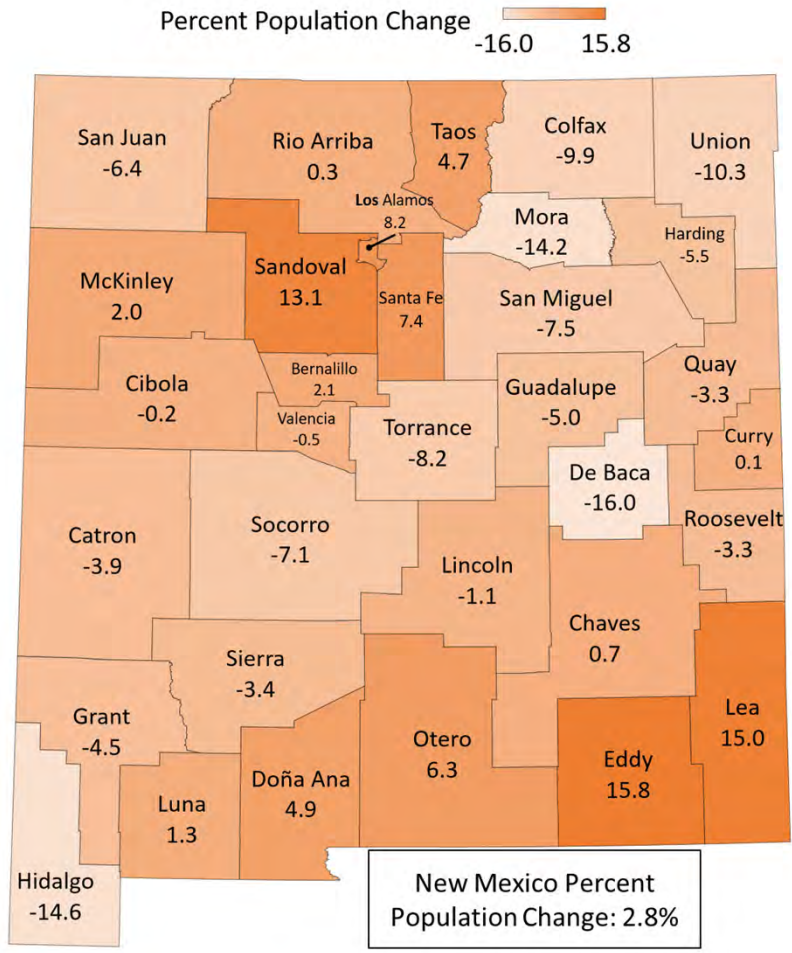 Percent Population Change
-16.0 15.8
San Juan
-6.4
Rio Arriba
0.3
Taos
4.7
Colfax
-9.9
Union
-10.3
Los Alamos
8.2
Mora
-14.2
Harding
-5.5
McKinley
2.0
Sandoval
13.1
Santa Fe
7.4
San Miguel
-7.5
Cibola
-0.2
Bernalillo
2.1
Valencia
-0.5
Torrance
-8.2
Guadalupe
-5.0
Quay
-3.3
Curry
0.1
De Baca
-16.0
Roosevelt
-3.3
Catron
-3.9
Socorro
-7.1
Lincoln
-1.1
Chaves
0.7
Sierra
-3.4
Grant
-4.5
Lea
15.0
Otero
6.3
Eddy
15.8
Doña Ana
4.9
Luna
1.3
Hidalgo
-14.6
New Mexico Percent
Population Change: 2.8%